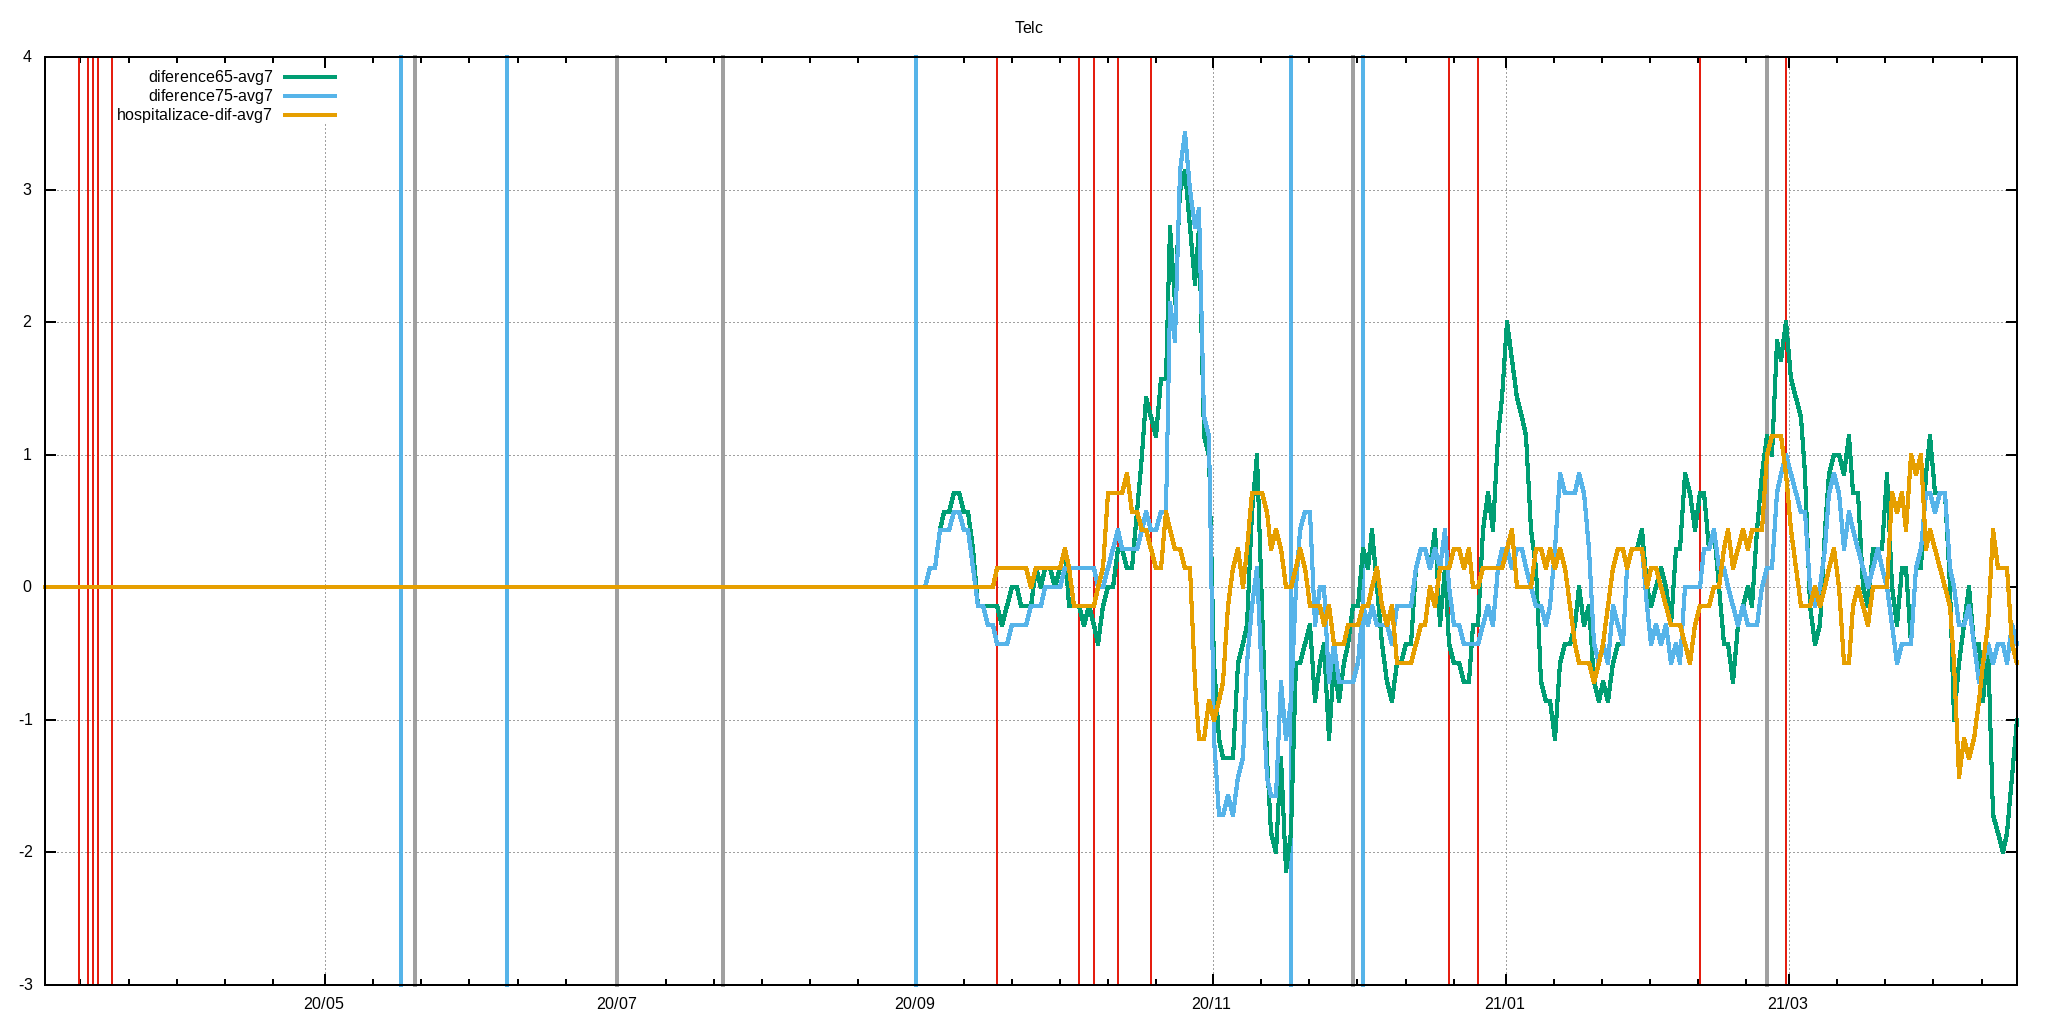 Telc
4
diference65-avg7
diference75-avg7
hospitalizace-dif-avg7
3
2
1
0
-1
-2
-3
20/05 20/07 20/09 20/11 21/01 21/03